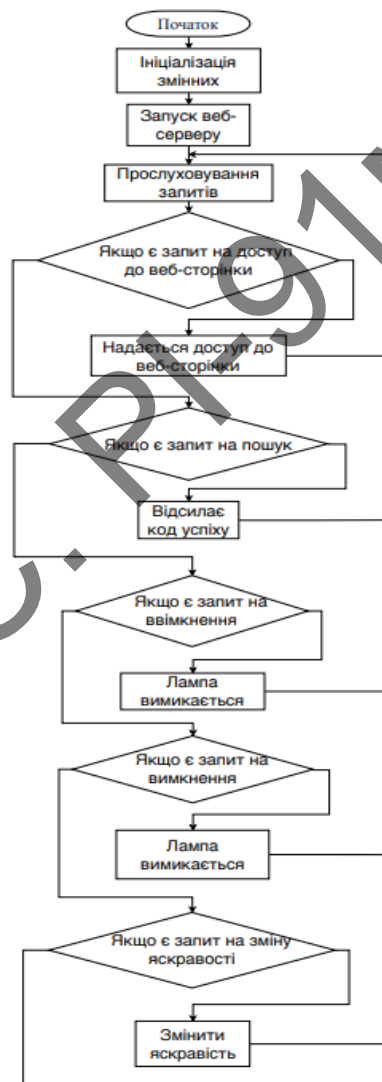 Початок
Ініціалізація
змінних
Запуск веб-
серверу
Прослуховування
запитів
Якщо є запит на доступ
до веб-сторінки
Надається доступ до
веб-сторінки
Якщо є запит на пошук
Відсилає
код успіху
Якщо є запит на
ввімкнення
Лампа
вимикається
Якщо є запит на
вимкнення
Лампа
вимикається
Якщо є запит на зміну
яскравості
Змінити
яскравість